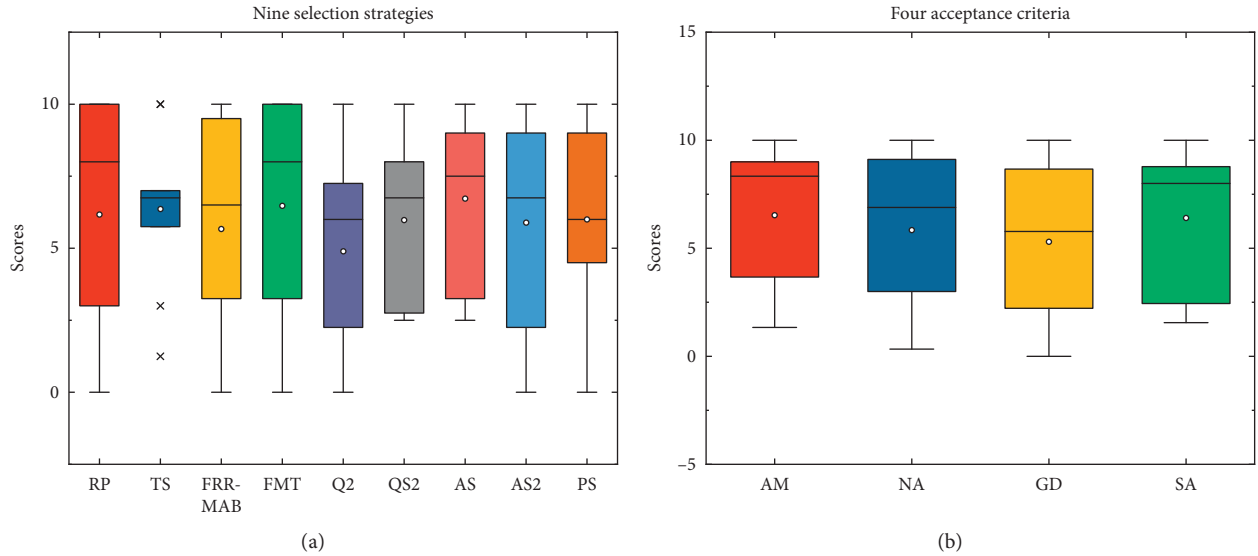 Nine selection strategies
10
5
0
Scores
RP
TS
FRR-
MAB
FMT
Q2
QS2
AS
AS2
PS
(a)
Four acceptance criteria
15
10
5
0
–5
Scores
AM
NA
GD
SA
(b)